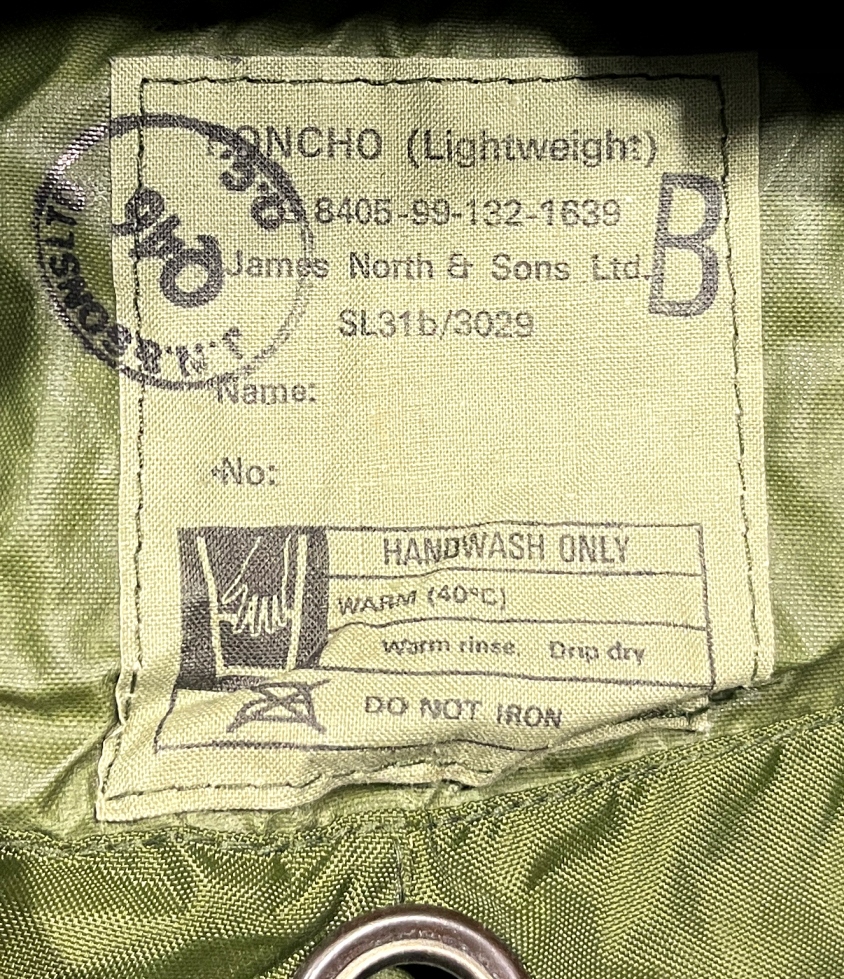 PONCHO (Lightweight)
8405-99-132-1639
James North & Sons Ltd.
SL31b/3029
B
J.N.&SONSLTD
Name:
No:
HANDWASH ONLY
WARM (40°C)
Warm rinse. Drip dry
DO NOT IRON